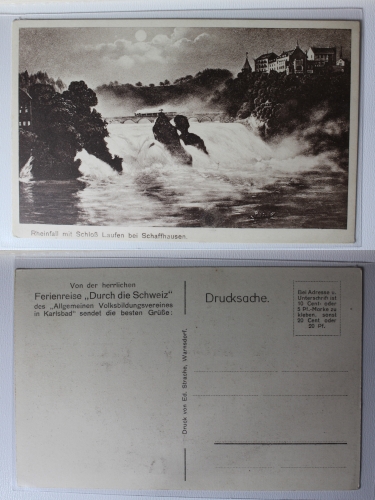 Rheinfall mit Schloß Laufen bei Schaffhausen.
Von der herrlichen
Ferienreise „Durch die Schweiz"
des „Allgemeinen Volksbildungsvereines
in Karlsbad" sendet die besten Grüße:
Druck von Ed. Strache, Warnsdorf.
Drucksache.
Bei Adresse u.
Unterschrift ist
10 Cent- oder
5 Pf.-Marke zu
kleben, sonst
20 Cent oder
20 Pf.